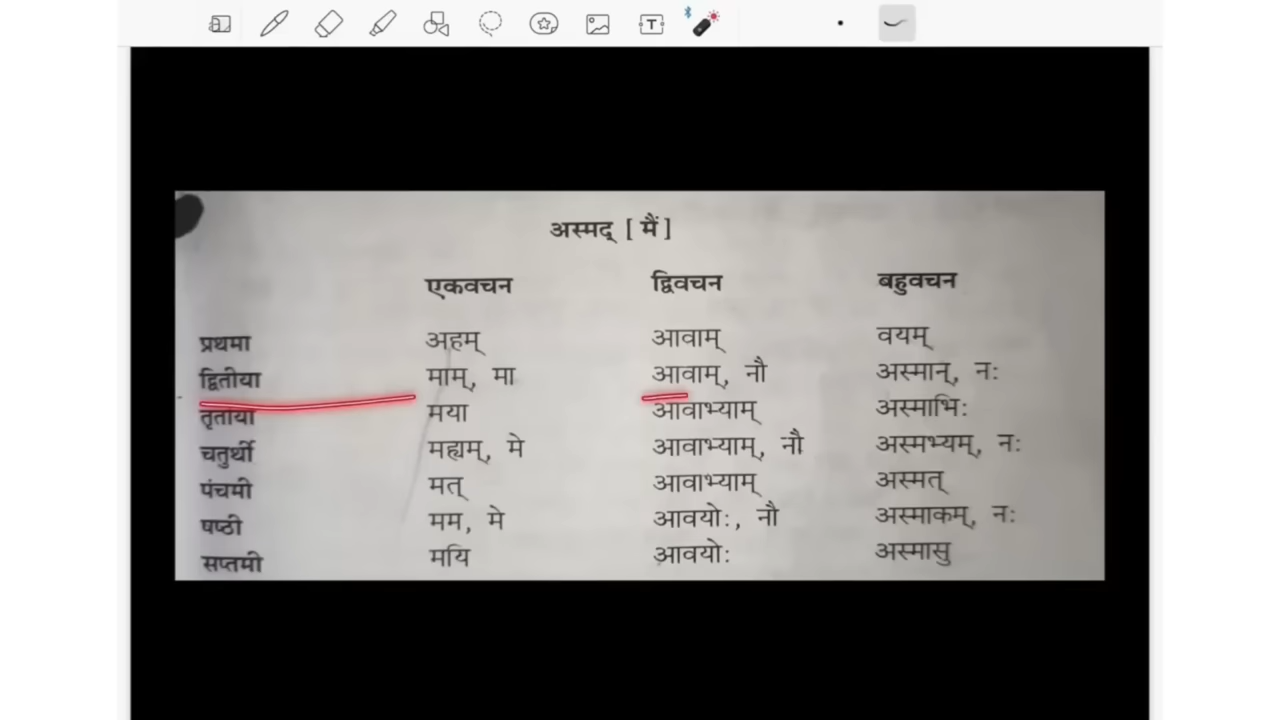 अस्मद् [ मैं ]
एकवचन द्विवचन बहुवचन
प्रथमा अहम् आवाम् वयम्
द्वितीया माम्, मा आवाम्, नौ अस्मान्, नः
तृतीया मया आवाभ्याम् अस्माभिः
चतुर्थी मह्यम्, मे आवाभ्याम्, नौ अस्मभ्यम्, नः
पंचमी मत् आवाभ्याम् अस्मत्
षष्ठी मम, मे आवयोः, नौ अस्माकम्, नः
सप्तमी मयि आवयोः अस्मासु